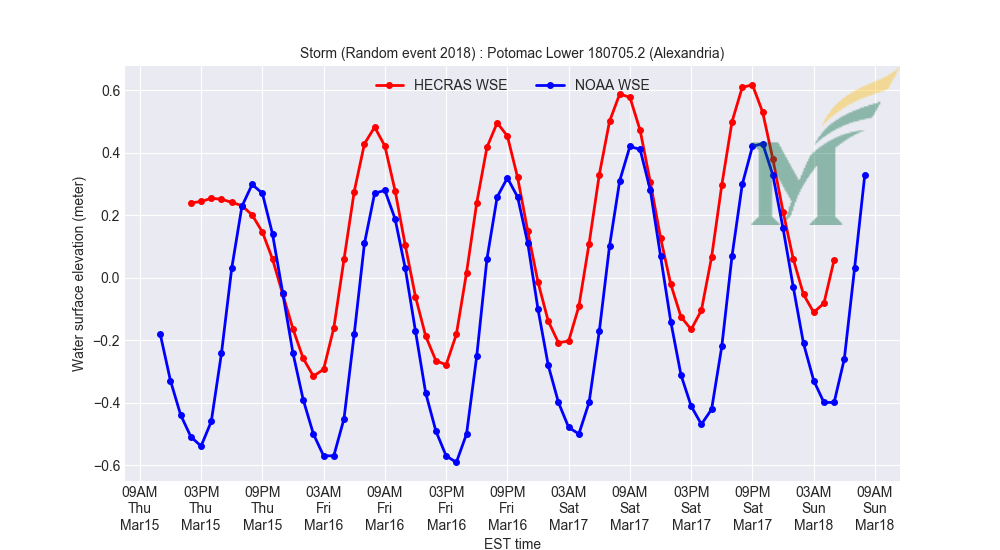 Storm (Random event 2018) : Potomac Lower 180705.2 (Alexandria)
HECRAS WSE NOAA WSE
Water surface elevation (meter)
0.6
0.4
0.2
0.0
−0.2
−0.4
−0.6
09AM 03PM 09PM 03AM 09AM 03PM 09PM 03AM 09AM 03PM 09PM 03AM 09AM
Thu Thu Thu Fri Fri Fri Fri Sat Sat Sat Sat Sun Sun
Mar15 Mar15 Mar15 Mar16 Mar16 Mar16 Mar16 Mar17 Mar17 Mar17 Mar17 Mar18 Mar18
EST time
M